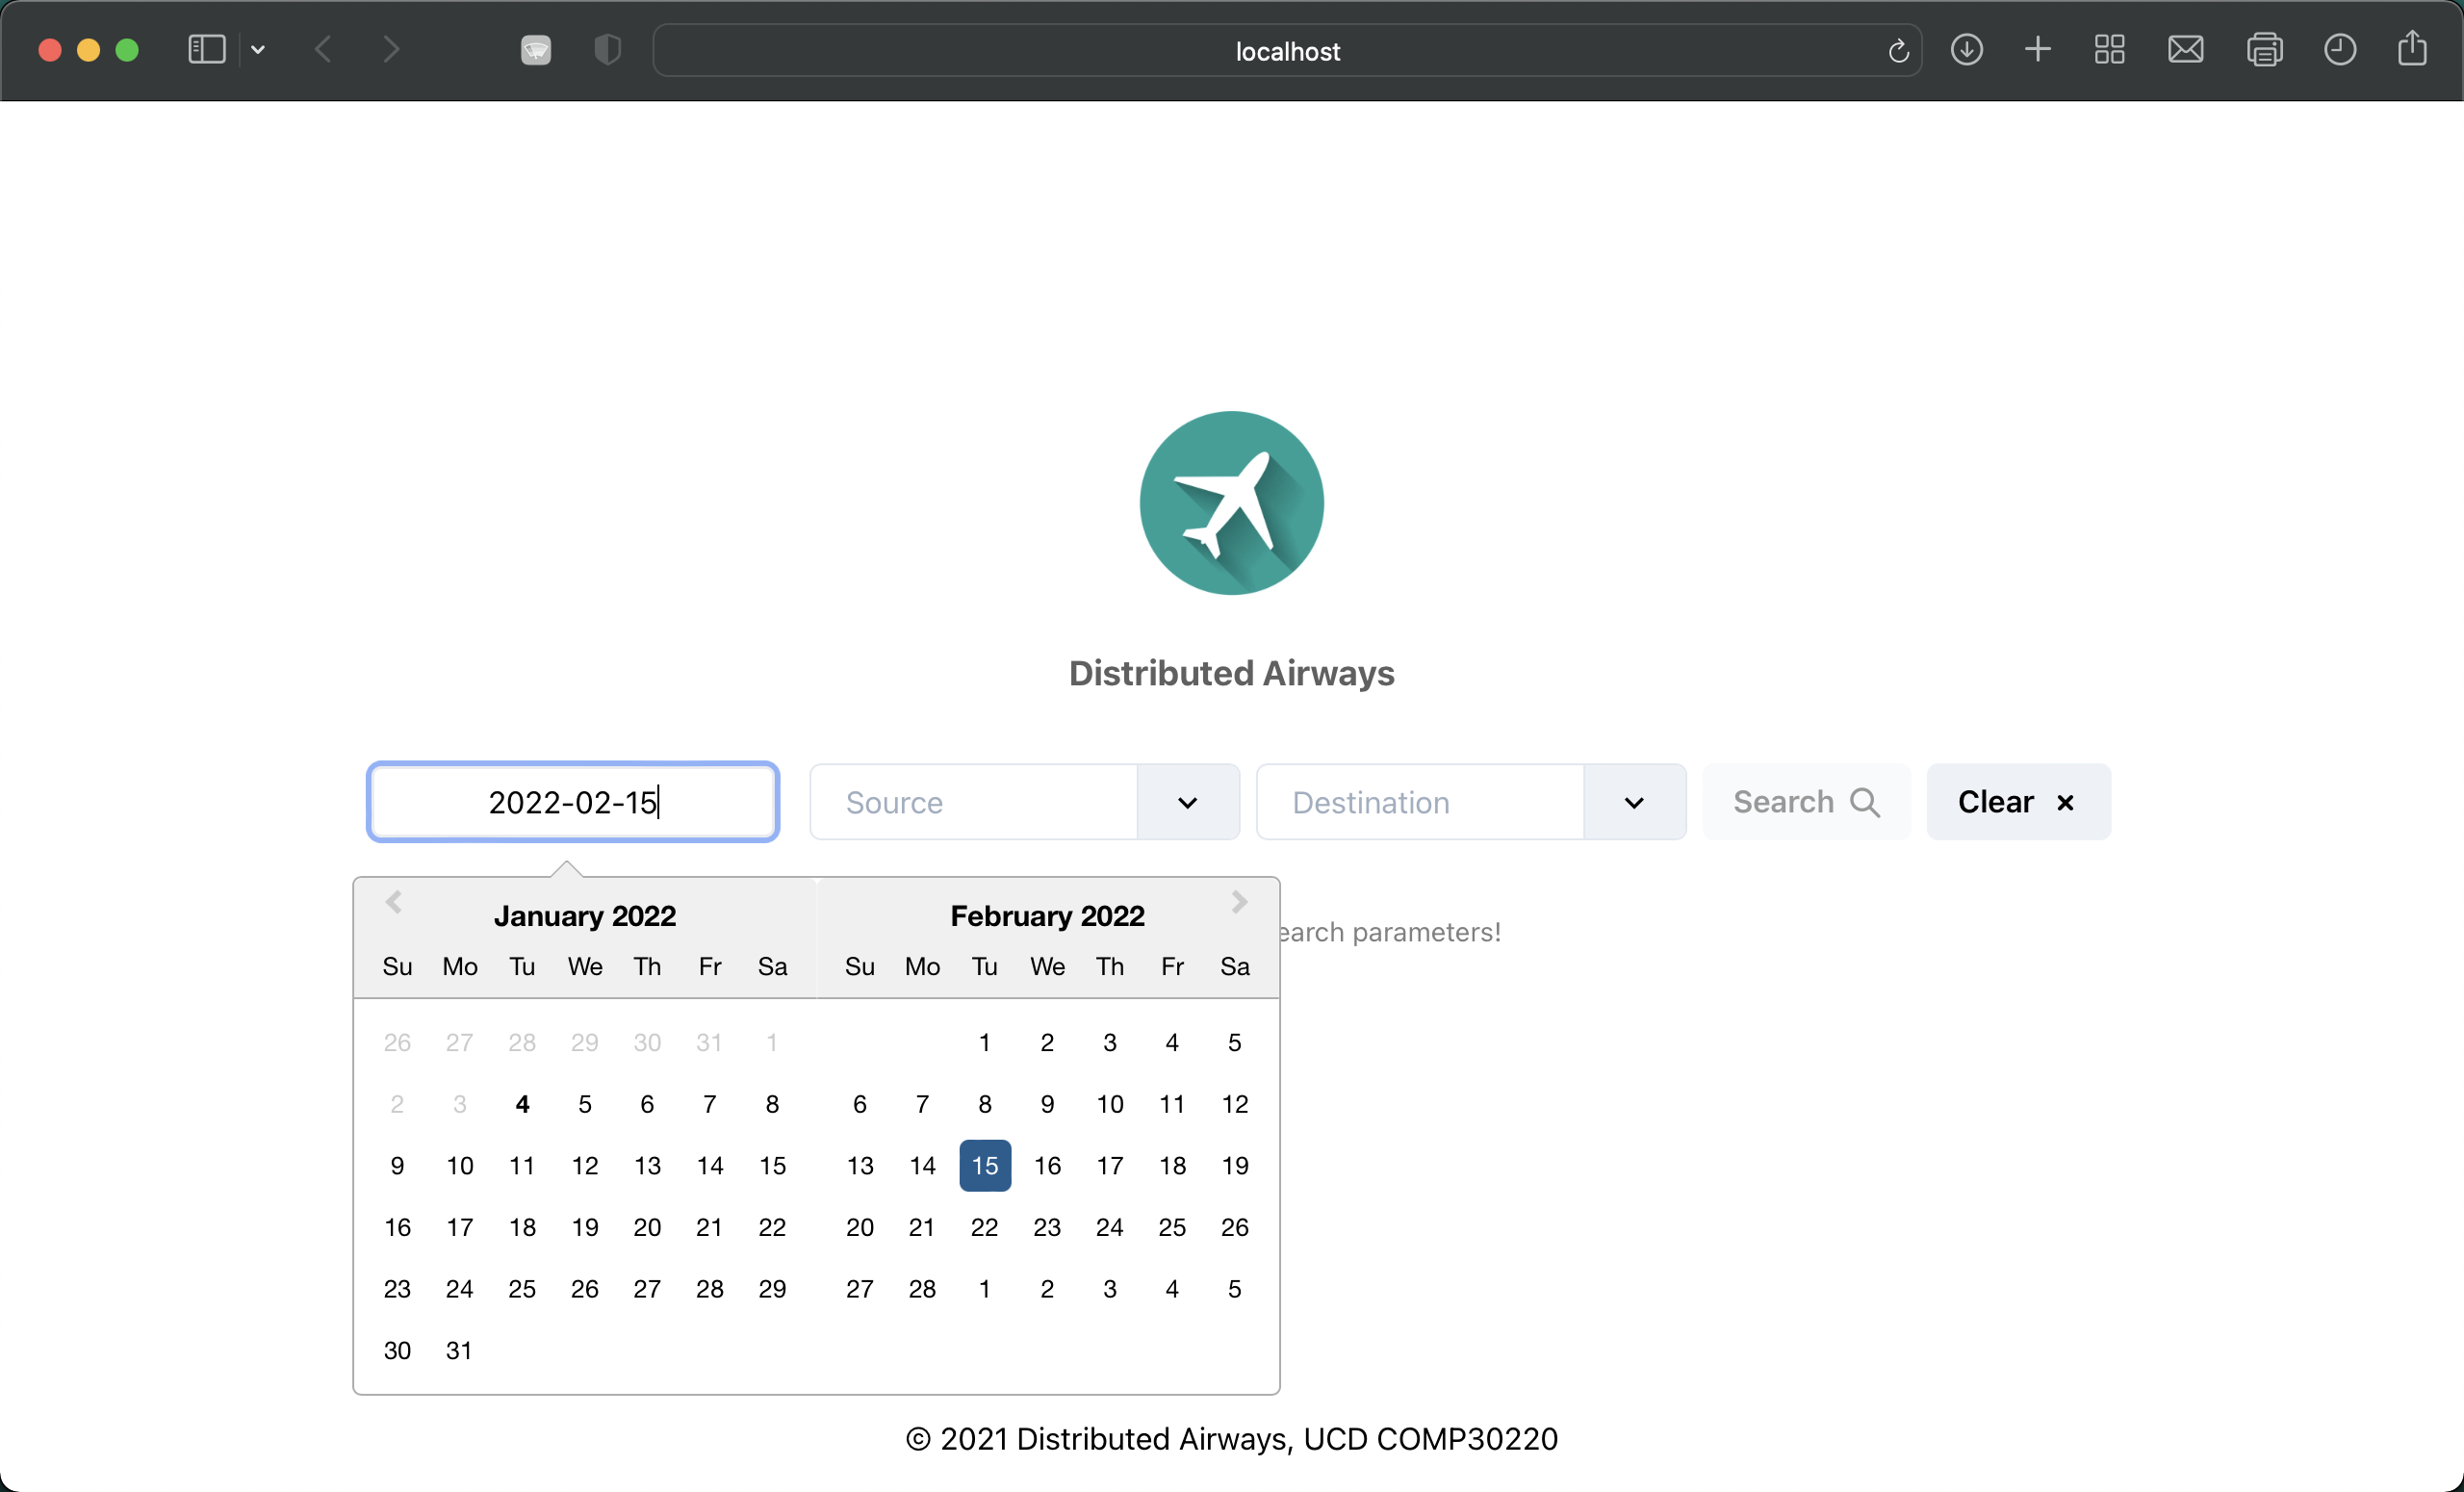 localhost
Distributed Airways
2022-02-15 Source Destination Search Clear
earch parameters!
January 2022 February 2022
Su Mo Tu We Th Fr Sa Su Mo Tu We Th Fr Sa
26 27 28 29 30 31 1 1 2 3 4 5
2 3 4 5 6 7 8 6 7 8 9 10 11 12
9 10 11 12 13 14 15 13 14 15 16 17 18 19
16 17 18 19 20 21 22 20 21 22 23 24 25 26
23 24 25 26 27 28 29 27 28 1 2 3 4 5
30 31
© 2021 Distributed Airways, UCD COMP30220